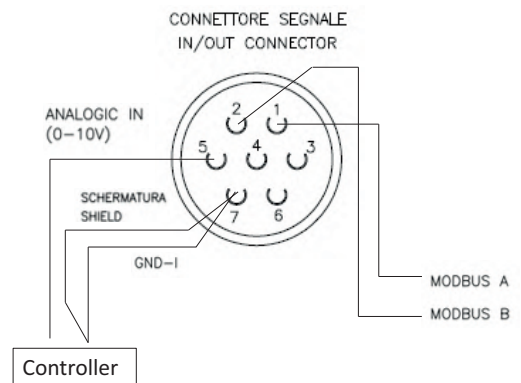 CONNETTORE SEGNALE
IN/OUT CONNECTOR
ANALOGIC IN
(0-10V)
2
1
5
4
3
SCHERMATURA
SHIELD
7
6
GND-I
MODBUS A
MODBUS B
Controller